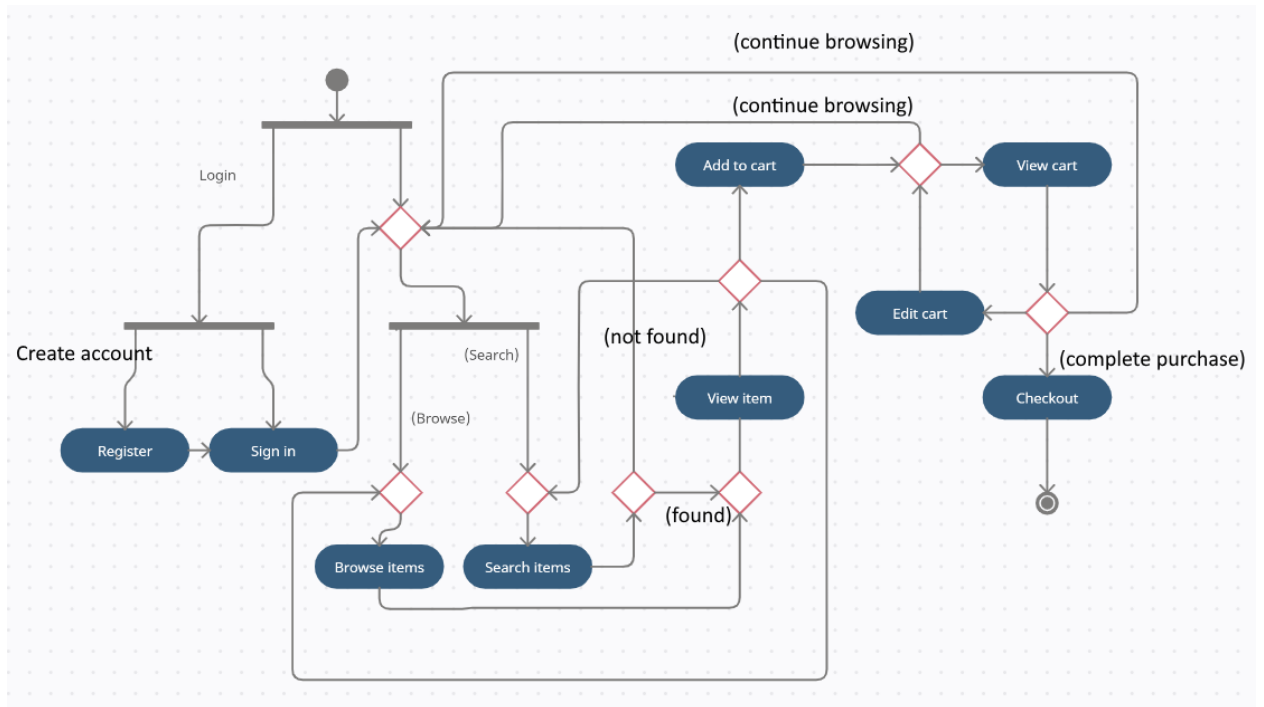 (continue browsing)
(continue browsing)
Add to cart
View cart
Login
Edit cart
(not found)
Create account
(Search)
(complete purchase)
View item
Checkout
(Browse)
Register
Sign in
(found)
Browse items
Search items